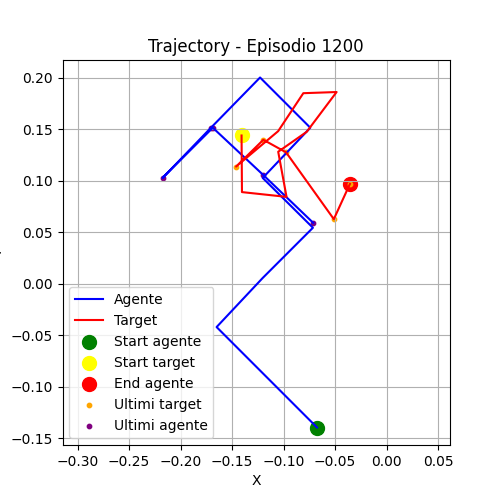 Trajectory - Episodio 1200
0.20
0.15
0.10
0.05
0.00
−0.05
−0.10
−0.15
Agente
Target
Start agente
Start target
End agente
Ultimi target
Ultimi agente
−0.30 −0.25 −0.20 −0.15 −0.10 −0.05 0.00 0.05
X